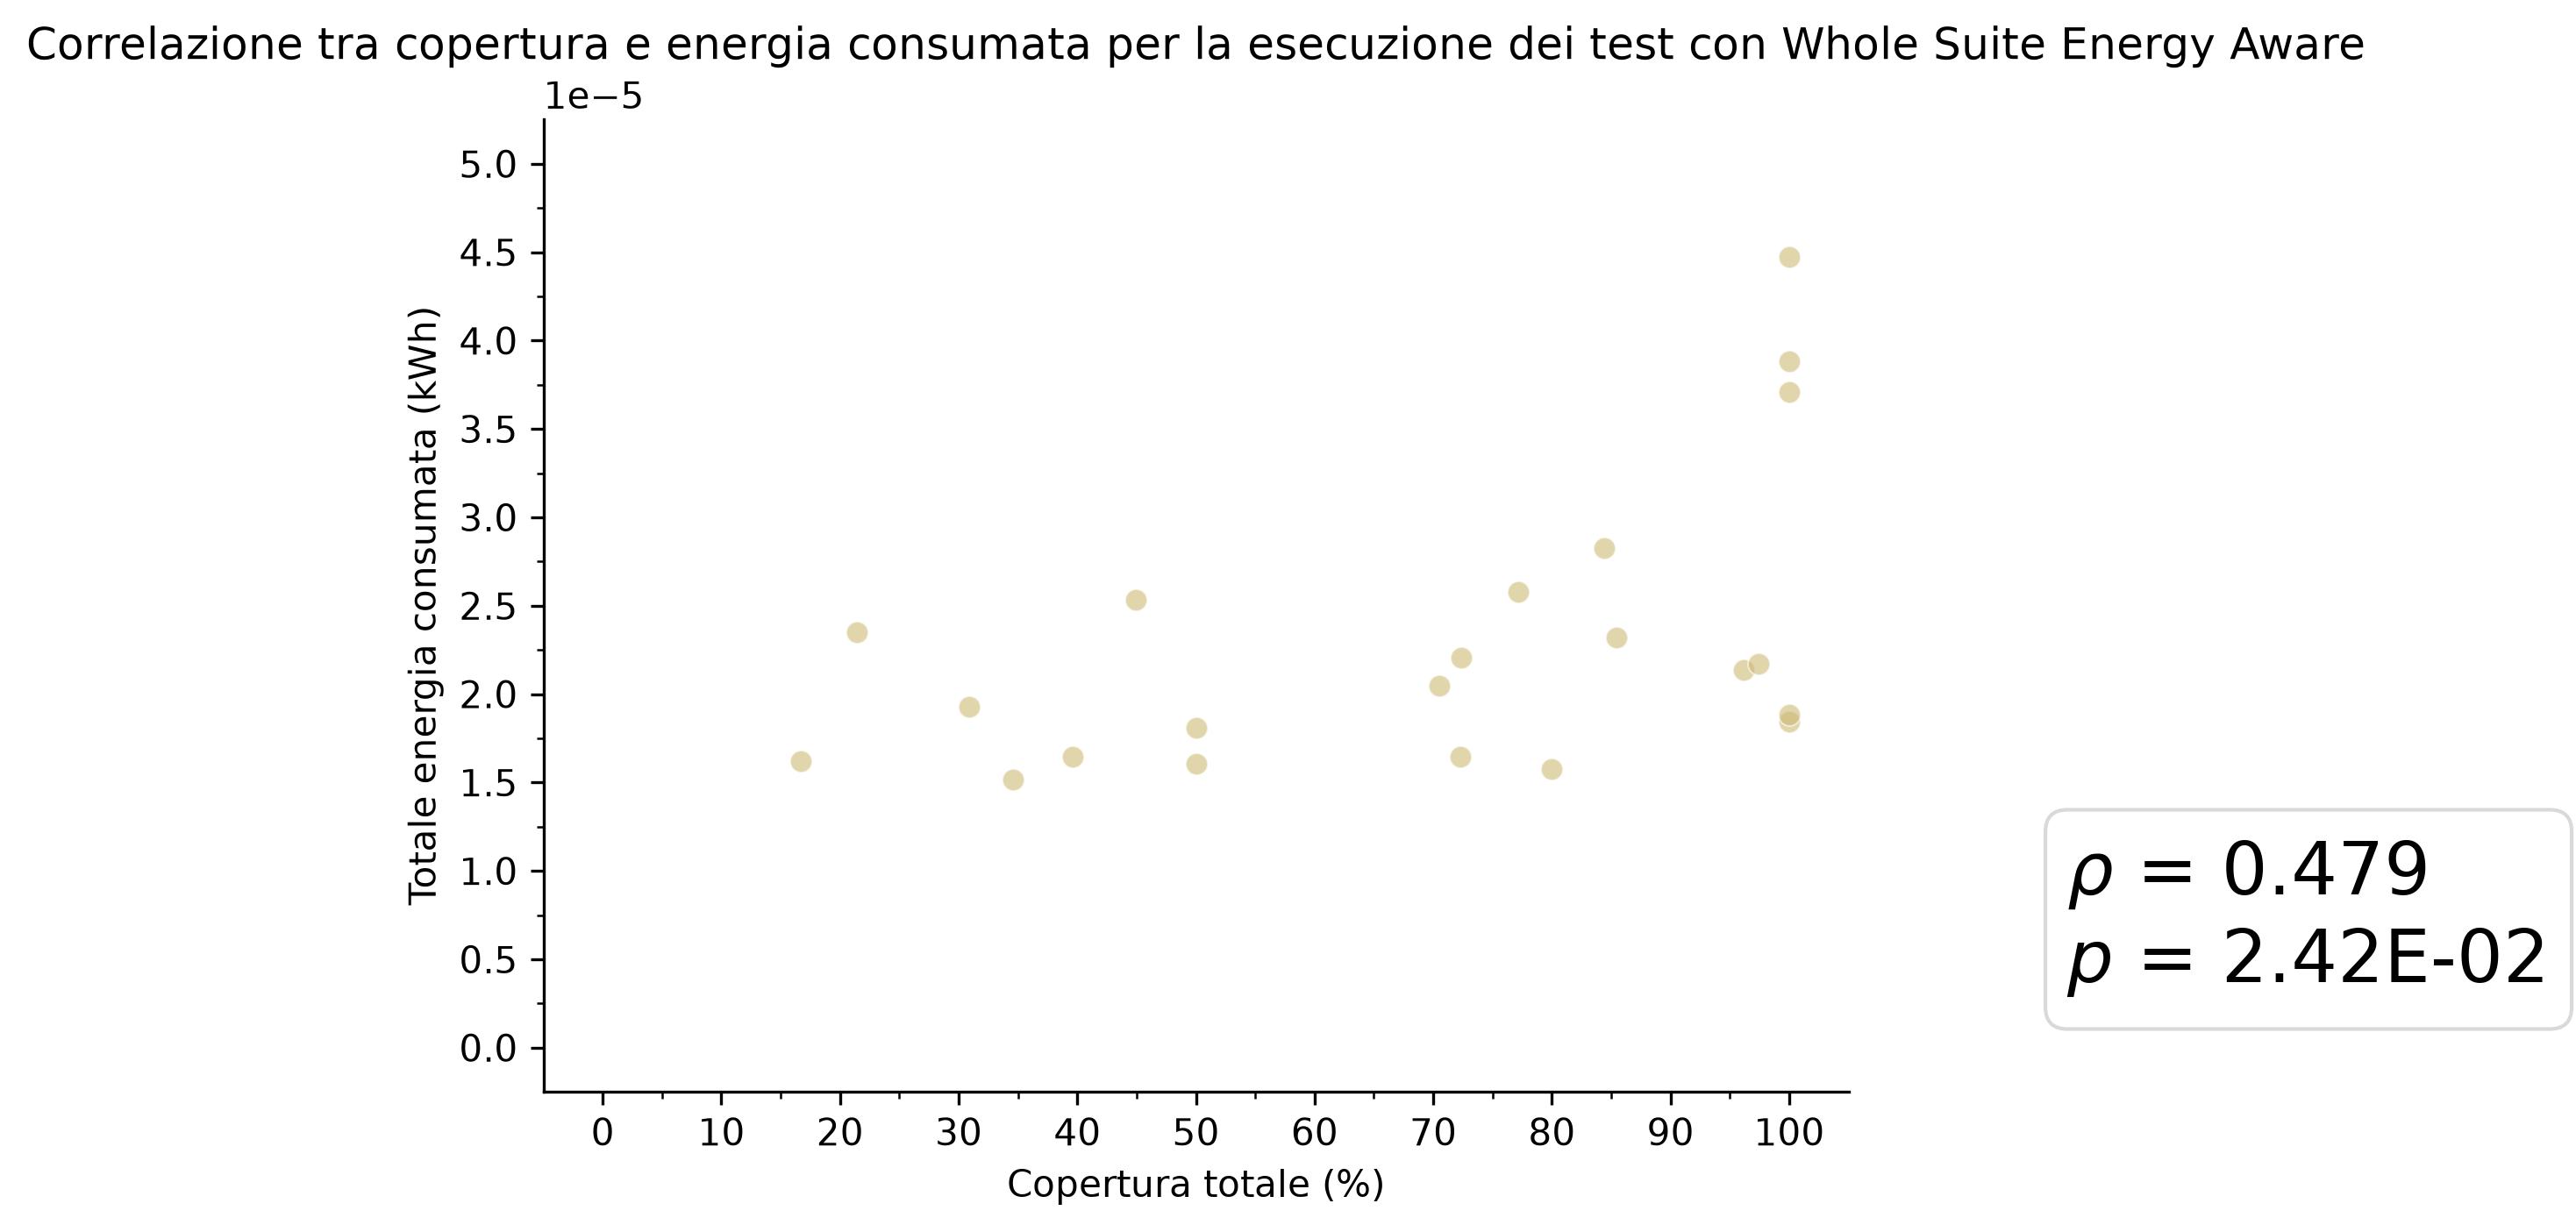 Correlazione tra copertura e energia consumata per la esecuzione dei test con Whole Suite Energy Aware
1e−5
5.0
4.5
4.0
3.5
3.0
2.5
2.0
1.5
1.0
0.5
0.0
Totale energia consumata (kWh)
0 10 20 30 40 50 60 70 80 90 100
Copertura totale (%)
ρ = 0.479
p = 2.42E-02